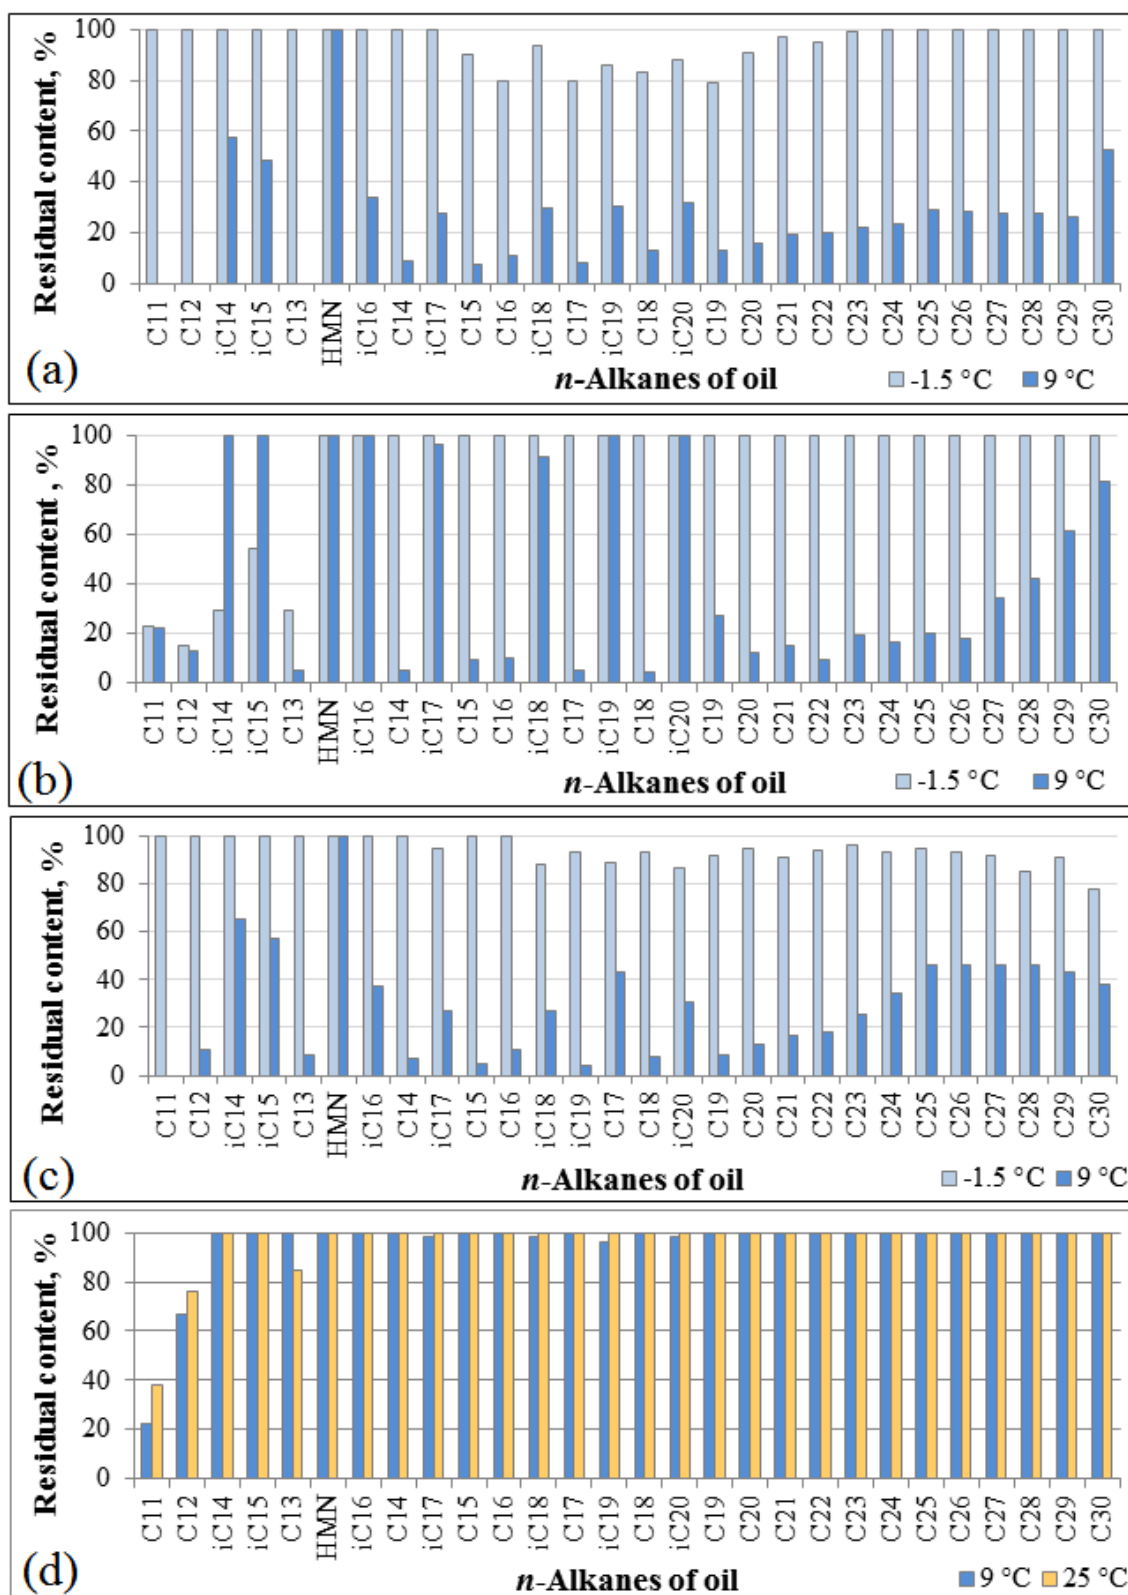 Residual content, %
100
80
60
40
20
0
C11 C12 iC14 iC15 C13 HMN iC16 C14 iC17 C15 C16 iC18 C17 iC19 C18 iC20 C19 C20 C21 C22 C23 C24 C25 C26 C27 C28 C29 C30
(a)
n-Alkanes of oil
-1.5 °C 9 °C
Residual content , %
100
80
60
40
20
0
C11 C12 iC14 iC15 C13 HMN iC16 C14 iC17 C15 C16 iC18 C17 iC19 C18 iC20 C19 C20 C21 C22 C23 C24 C25 C26 C27 C28 C29 C30
(b)
n-Alkanes of oil
-1.5 °C 9 °C
Residual content, %
100
80
60
40
20
0
C11 C12 iC14 iC15 C13 HMN iC16 C14 iC17 C15 C16 iC18 iC19 C17 C18 iC20 C19 C20 C21 C22 C23 C24 C25 C26 C27 C28 C29 C30
(c)
n-Alkanes of oil
-1.5 °C 9 °C
Residual content, %
100
80
60
40
20
0
C11 C12 iC14 iC15 C13 HMN iC16 C14 iC17 C15 C16 iC18 C17 iC19 C18 iC20 C19 C20 C21 C22 C23 C24 C25 C26 C27 C28 C29 C30
(d)
n-Alkanes of oil
9 °C 25 °C